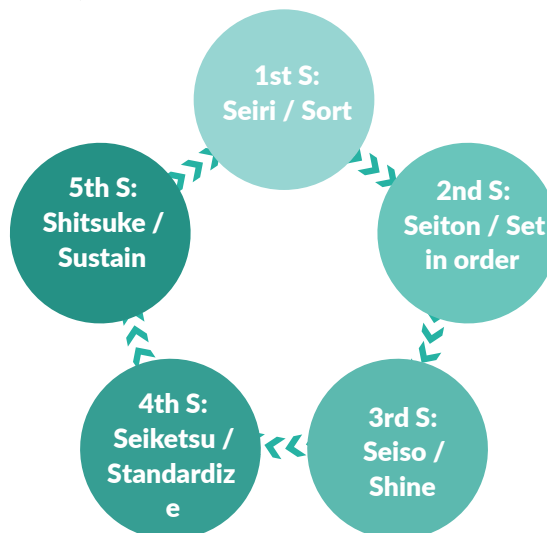 1st S:
Seiri / Sort
2nd S:
Seiton / Set
in order
3rd S:
Seiso /
Shine
4th S:
Seiketsu /
Standardiz
e
5th S:
Shitsuke /
Sustain